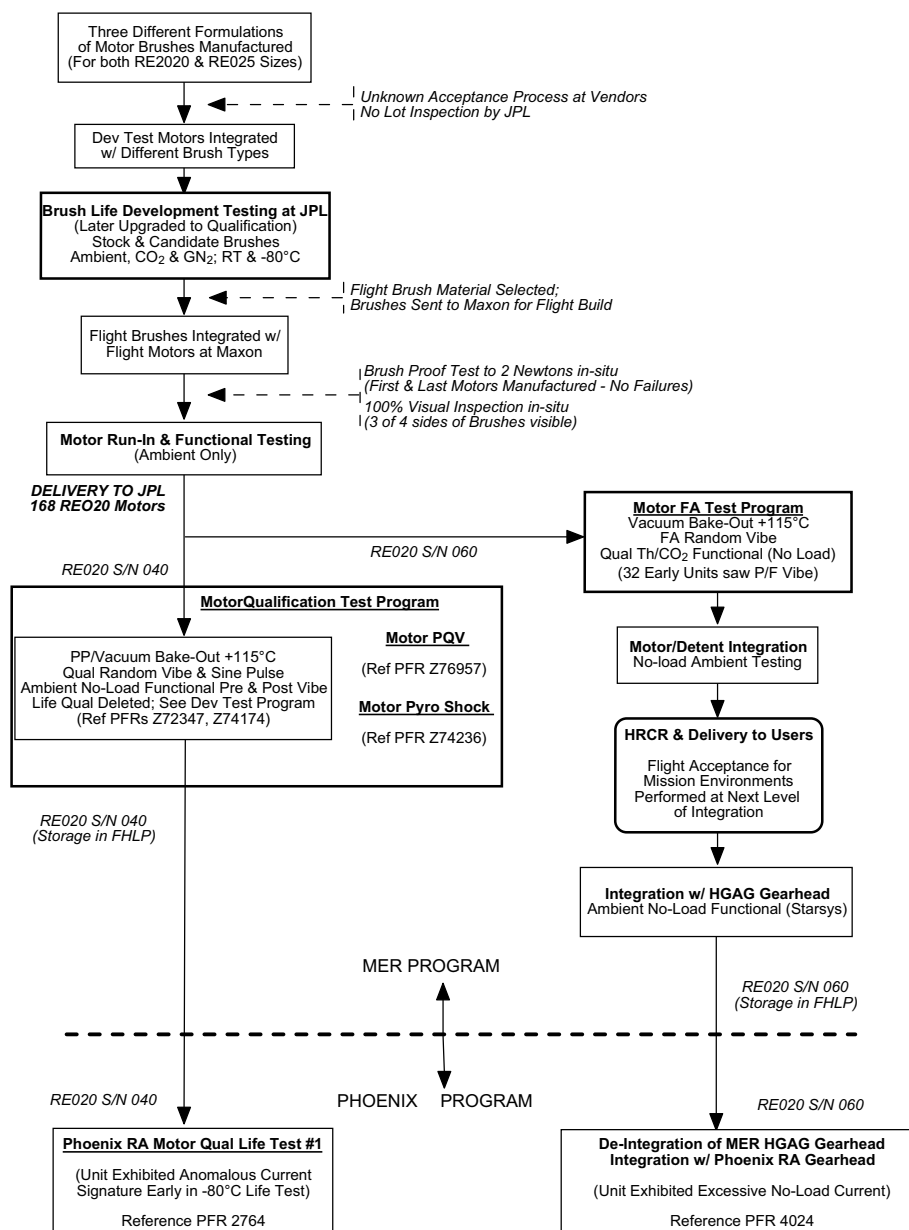 Three Different Formulations
of Motor Brushes Manufactured
(For both RE2020 & RE025 Sizes)
Unknown Acceptance Process at Vendors
No Lot Inspection by JPL
Dev Test Motors Integrated
w/ Different Brush Types
Brush Life Development Testing at JPL
(Later Upgraded to Qualification)
Stock & Candidate Brushes
Ambient, CO₂ & GN₂; RT & -80°C
Flight Brush Material Selected;
Brushes Sent to Maxon for Flight Build
Flight Brushes Integrated w/
Flight Motors at Maxon
Brush Proof Test to 2 Newtons in-situ
(First & Last Motors Manufactured - No Failures)
100% Visual Inspection in-situ
(3 of 4 sides of Brushes visible)
Motor Run-In & Functional Testing
(Ambient Only)
DELIVERY TO JPL
168 REO20 Motors
RE020 S/N 060
RE020 S/N 040
Motor FA Test Program
Vacuum Bake-Out +115°C
FA Random Vibe
Qual Th/CO₂ Functional (No Load)
(32 Early Units saw P/F Vibe)
MotorQualification Test Program
PP/Vacuum Bake-Out +115°C
Qual Random Vibe & Sine Pulse
Ambient No-Load Functional Pre & Post Vibe
Life Qual Deleted; See Dev Test Program
(Ref PFRs Z72347, Z74174)
Motor PQV
(Ref PFR Z76957)
Motor Pyro Shock
(Ref PFR Z74236)
Motor/Detent Integration
No-load Ambient Testing
HRCR & Delivery to Users
Flight Acceptance for
Mission Environments
Performed at Next Level
of Integration
RE020 S/N 040
(Storage in FHLP)
Integration w/ HGAG Gearhead
Ambient No-Load Functional (Starsys)
MER PROGRAM
RE020 S/N 060
(Storage in FHLP)
PHOENIX PROGRAM
RE020 S/N 040
RE020 S/N 060
Phoenix RA Motor Qual Life Test #1
(Unit Exhibited Anomalous Current
Signature Early in -80°C Life Test)
Reference PFR 2764
De-Integration of MER HGAG Gearhead
Integration w/ Phoenix RA Gearhead
(Unit Exhibited Excessive No-Load Current)
Reference PFR 4024